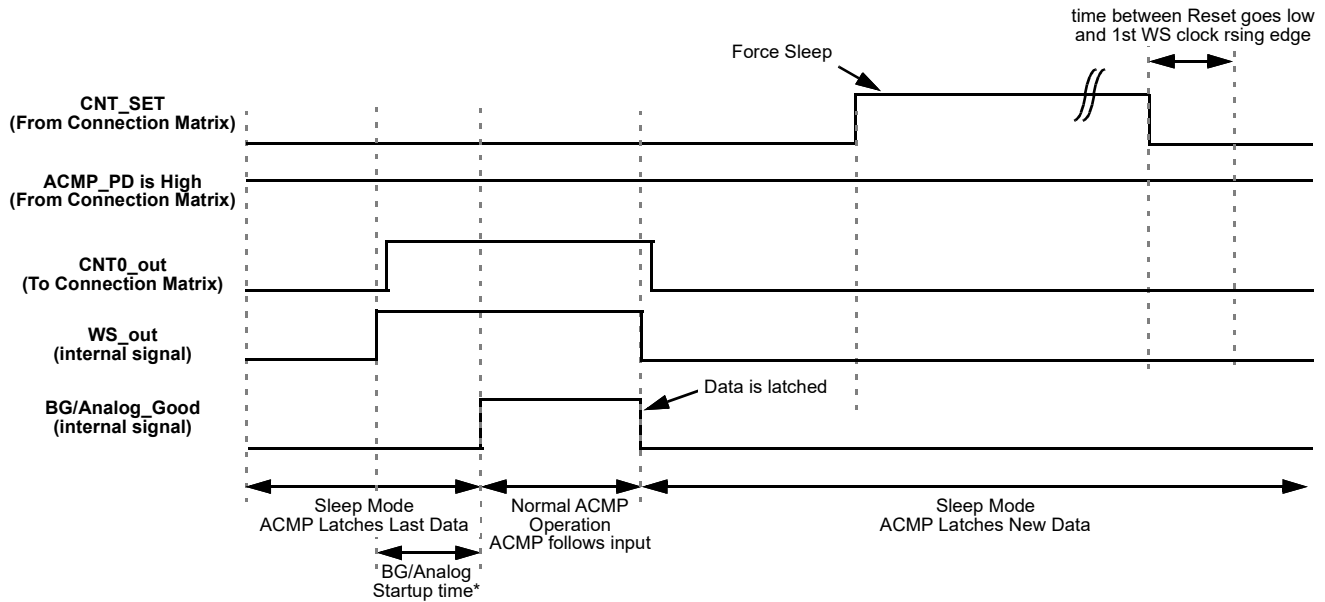 time between Reset goes low
and 1st WS clock rsing edge
Force Sleep
CNT_SET
(From Connection Matrix)
ACMP_PD is High
(From Connection Matrix)
CNT0_out
(To Connection Matrix)
WS_out
(internal signal)
Data is latched
BG/Analog_Good
(internal signal)
Sleep Mode
ACMP Latches Last Data
Normal ACMP
Operation
ACMP follows input
Sleep Mode
ACMP Latches New Data
BG/Analog
Startup time*